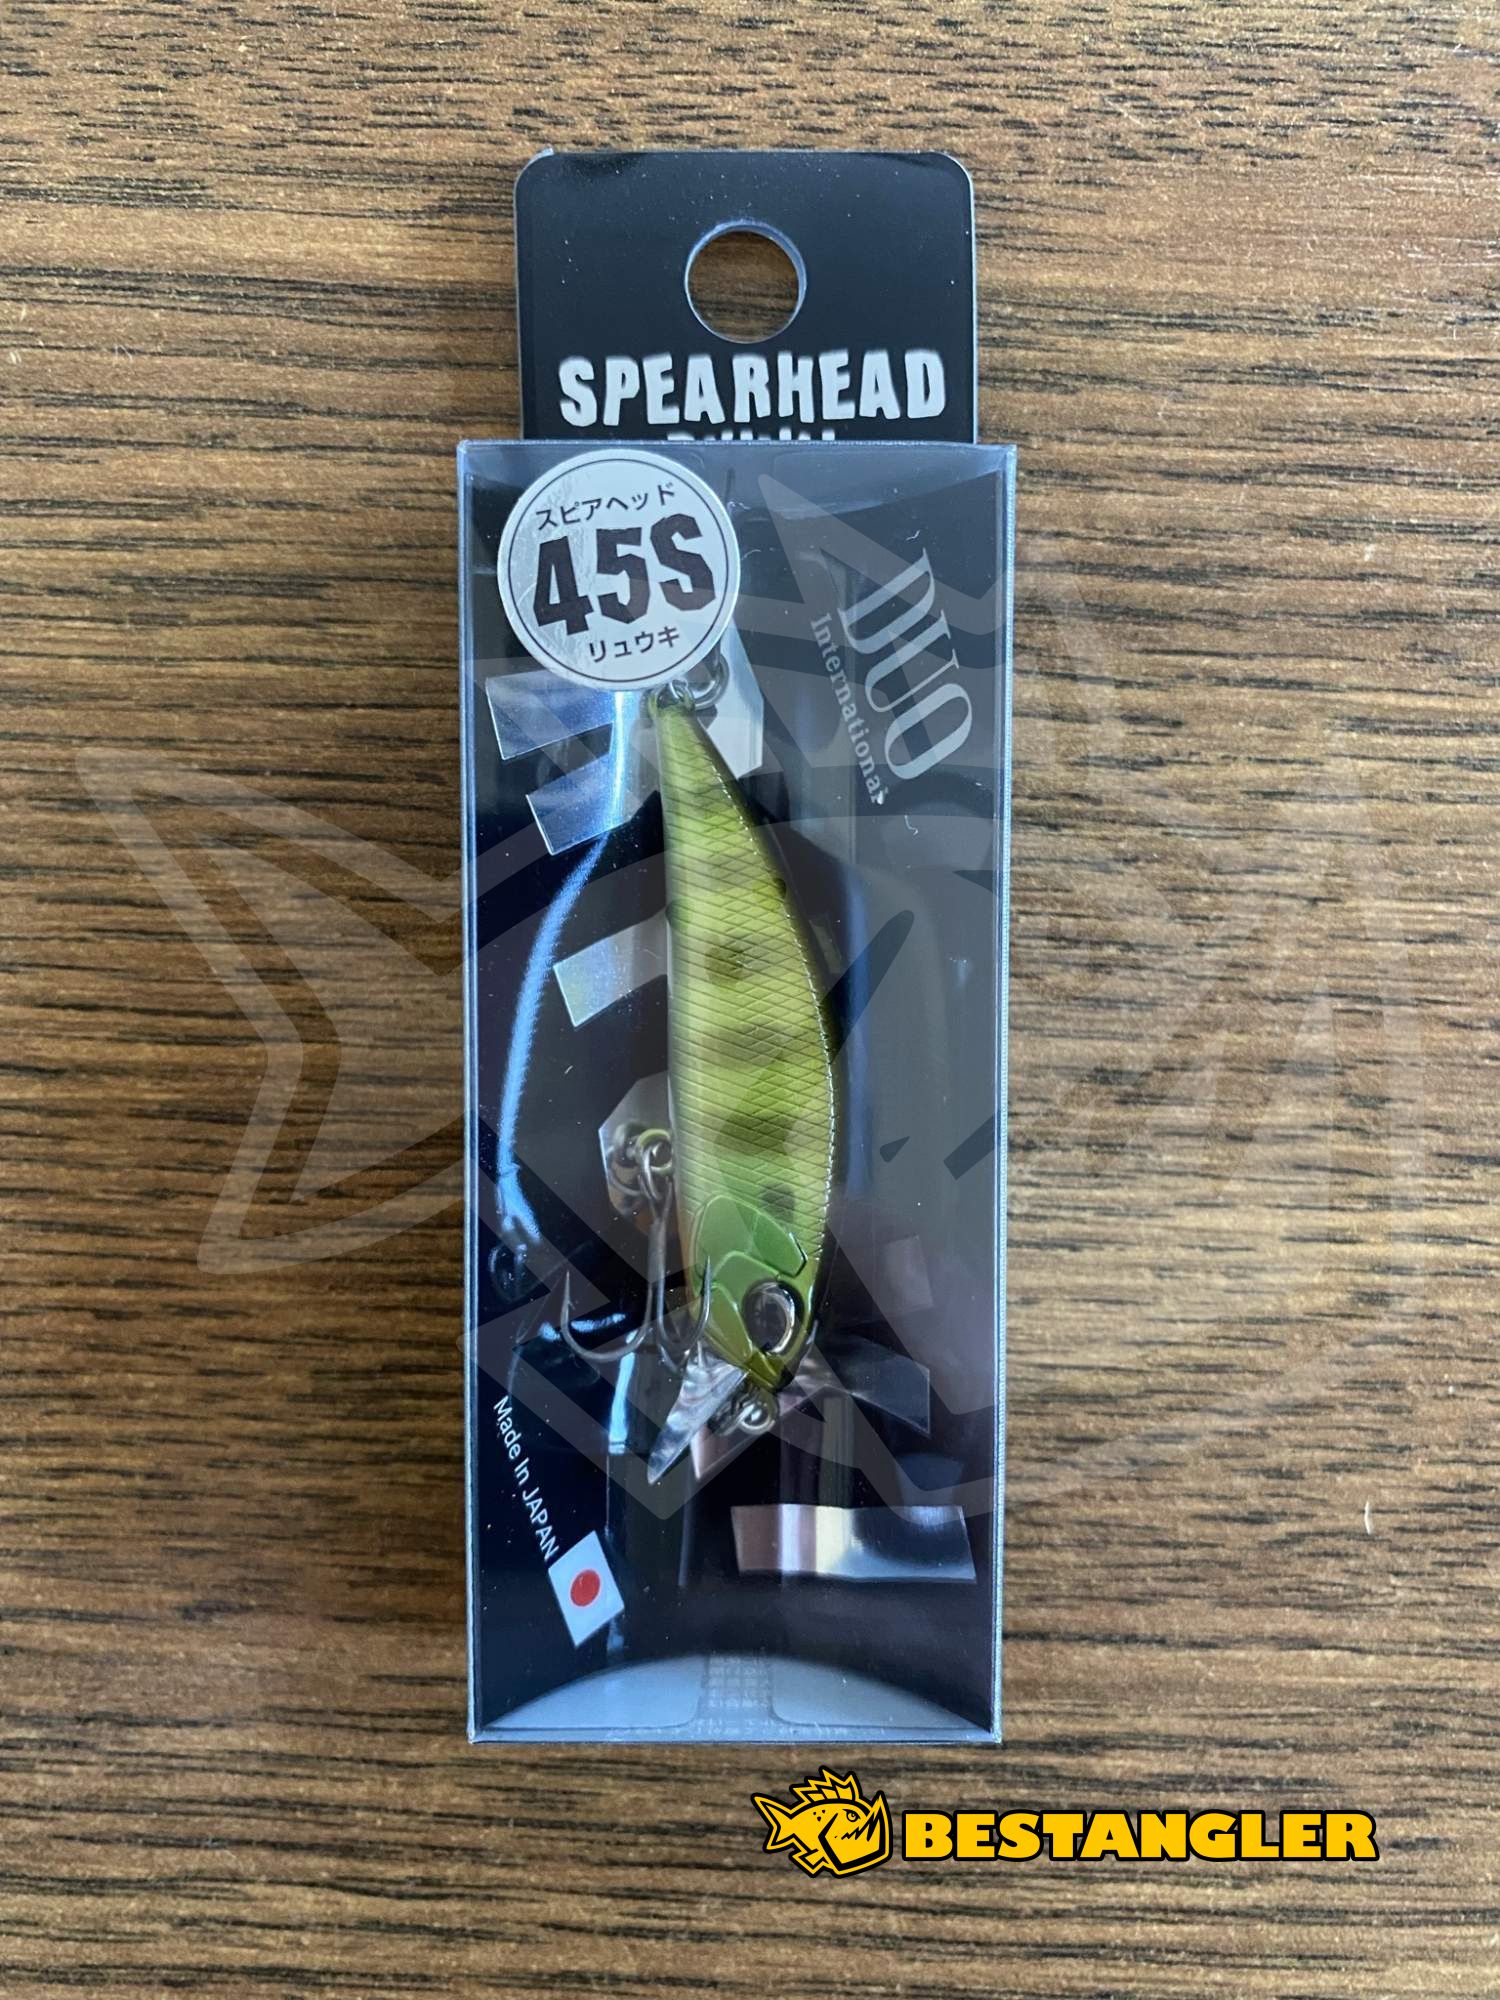 SPEARHEAD
スピアヘッド
45S
リュウキ
DUO
International
Made In JAPAN
BESTANGLER